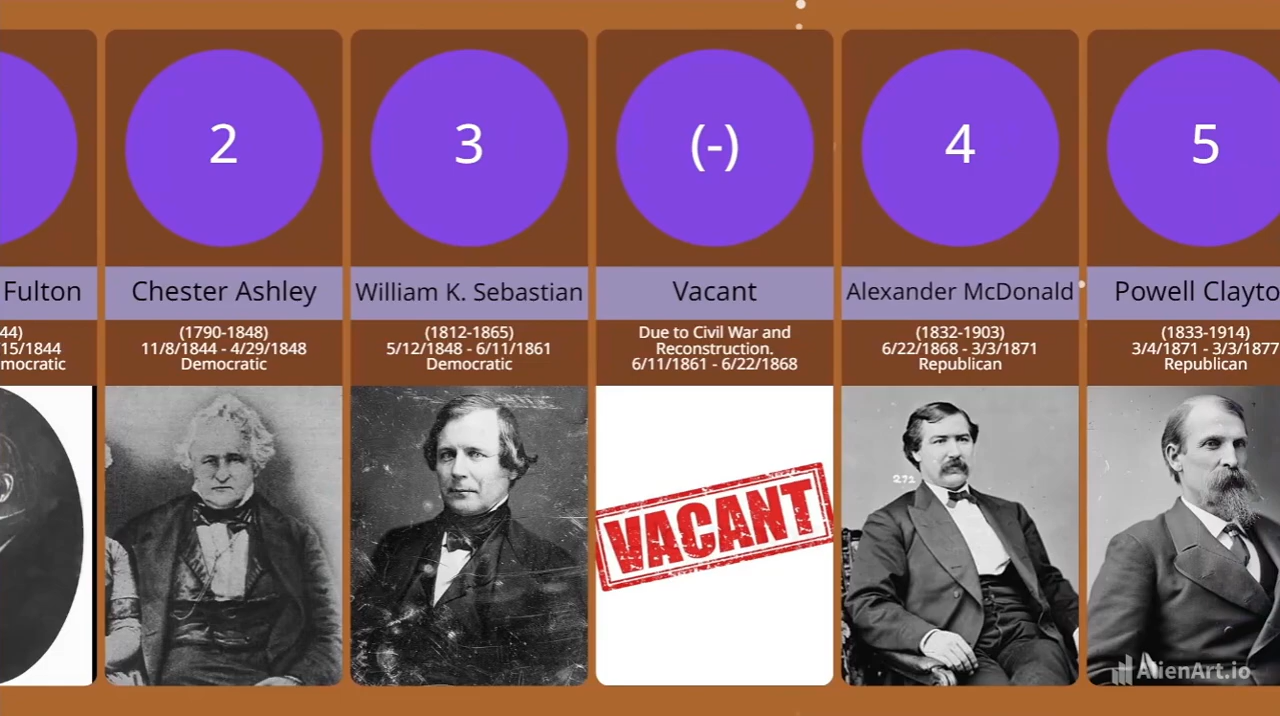 Fulton
44)
15/1844
mocratic
2
Chester Ashley
(1790-1848)
11/8/1844 - 4/29/1848
Democratic
3
William K. Sebastian
(1812-1865)
5/12/1848 - 6/11/1861
Democratic
(-)
Vacant
Due to Civil War and
Reconstruction.
6/11/1861 - 6/22/1868
VACANT
4
Alexander McDonald
(1832-1903)
6/22/1868 - 3/3/1871
Republican
272
5
Powell Clayto
(1833-1914)
3/4/1871 - 3/3/1877
Republican
AlienArt.io